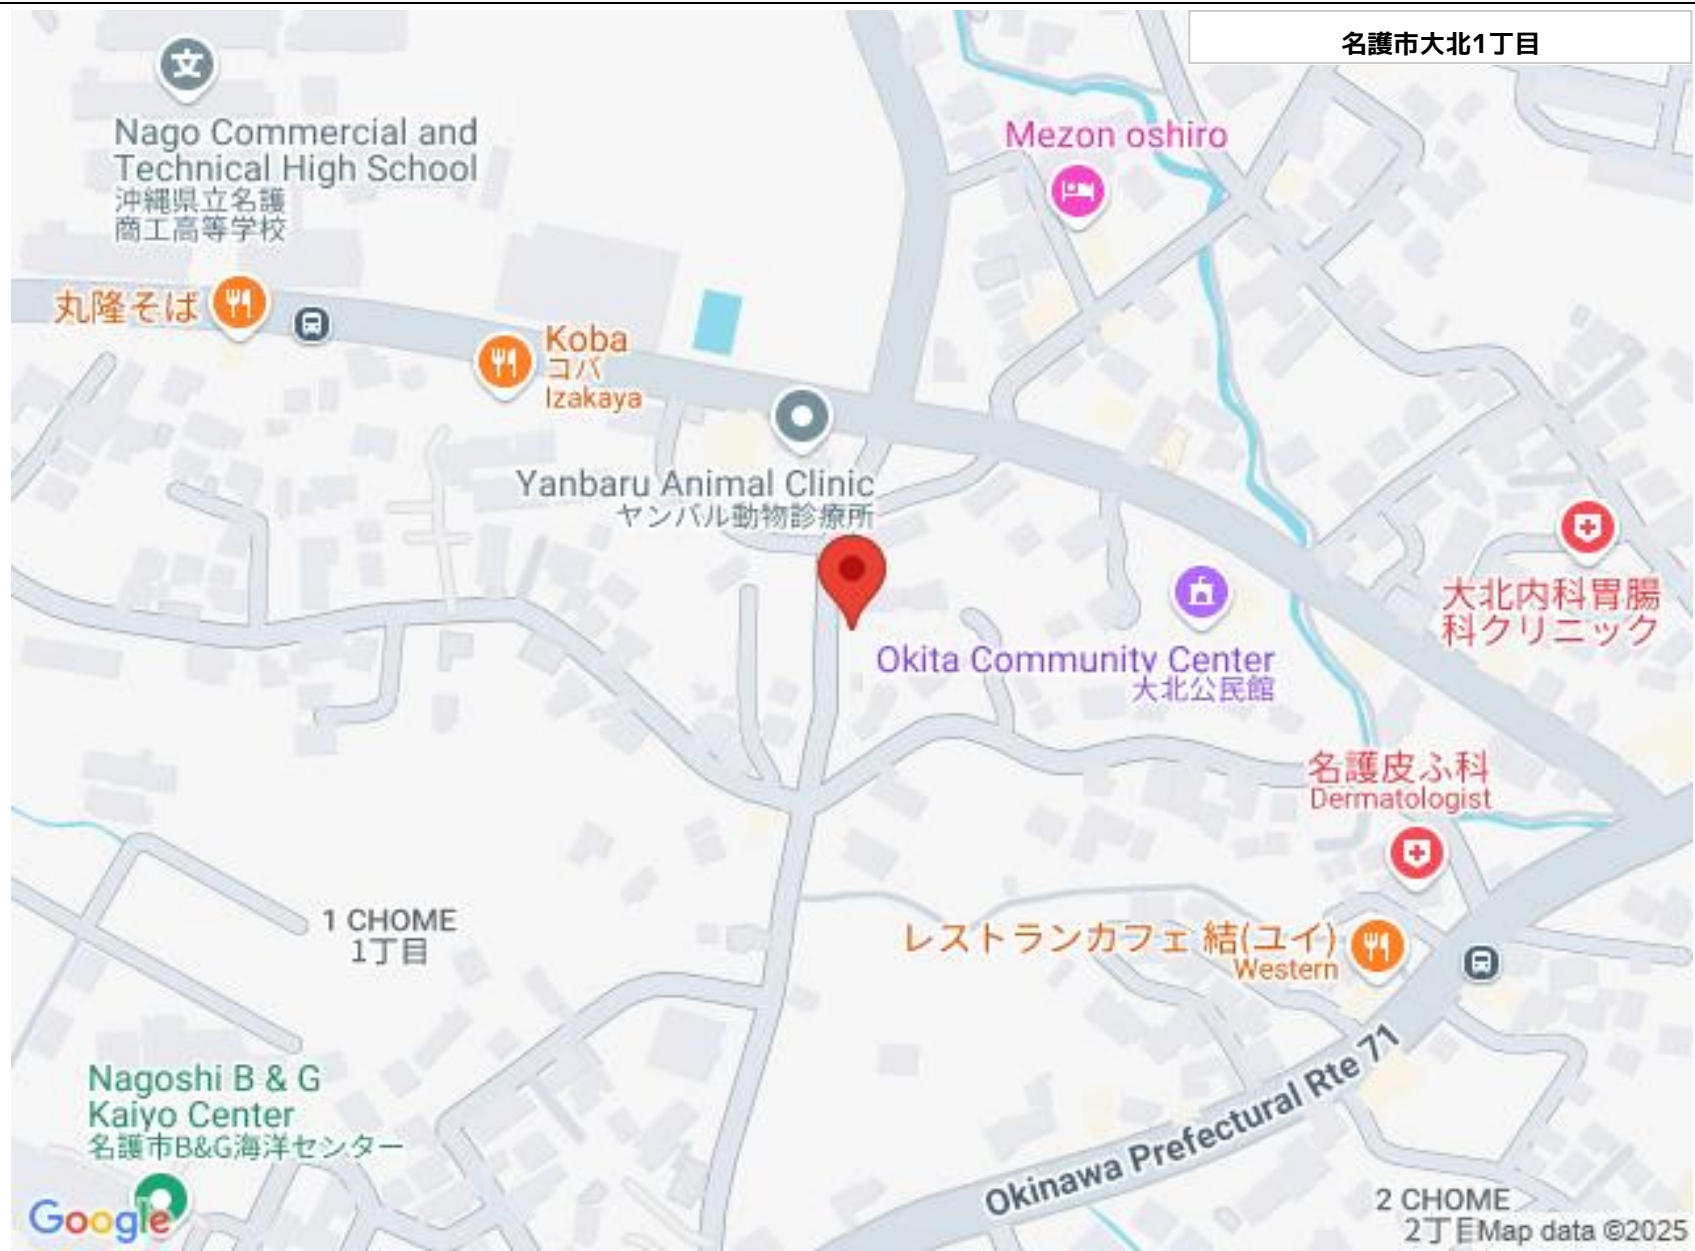 名護市大北1丁目
Nago Commercial and
Technical High School
沖縄県立名護
商工高等学校
Mezon oshiro
丸隆そば
Koba
コバ
Izakaya
Yanbaru Animal Clinic
ヤンバル動物診療所
大北内科胃腸
科クリニック
Okita Community Center
大北公民館
名護皮ふ科
Dermatologist
1 CHOME
1丁目
レストランカフェ 結(ユイ)
Western
Okinawa Prefectural Rte 71
Nagoshi B & G
Kaiyo Center
名護市B&G海洋センター
2 CHOME
2丁目
Google
Map data ©2025